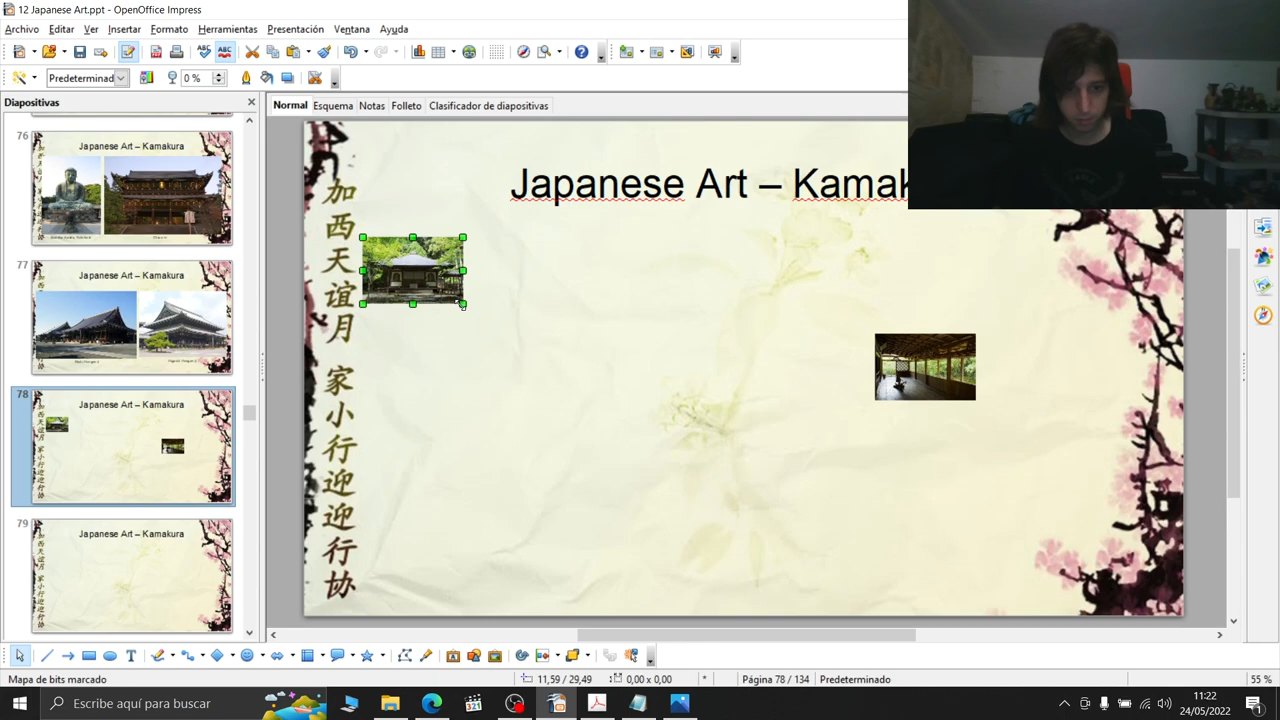 12 Japanese Art.ppt - OpenOffice Impress
Archivo Editar Ver Insertar Formato Herramientas Presentación Ventana Ayuda
Predeterminad 0 %
Diapositivas
Normal Esquema Notas Folleto Clasificador de diapositivas
76
Japanese Art – Kamakura
77
Japanese Art – Kamakura
78
Japanese Art – Kamakura
79
Japanese Art – Kamakura
Japanese Art – Kamak
加
西
天
谊
月
家
小
行
迎
迎
行
协
Mapa de bits marcado
11,59 / 29,49 0,00 x 0,00 * Página 78 / 134 Predeterminado 55 %
Escribe aquí para buscar
11:22
24/05/2022